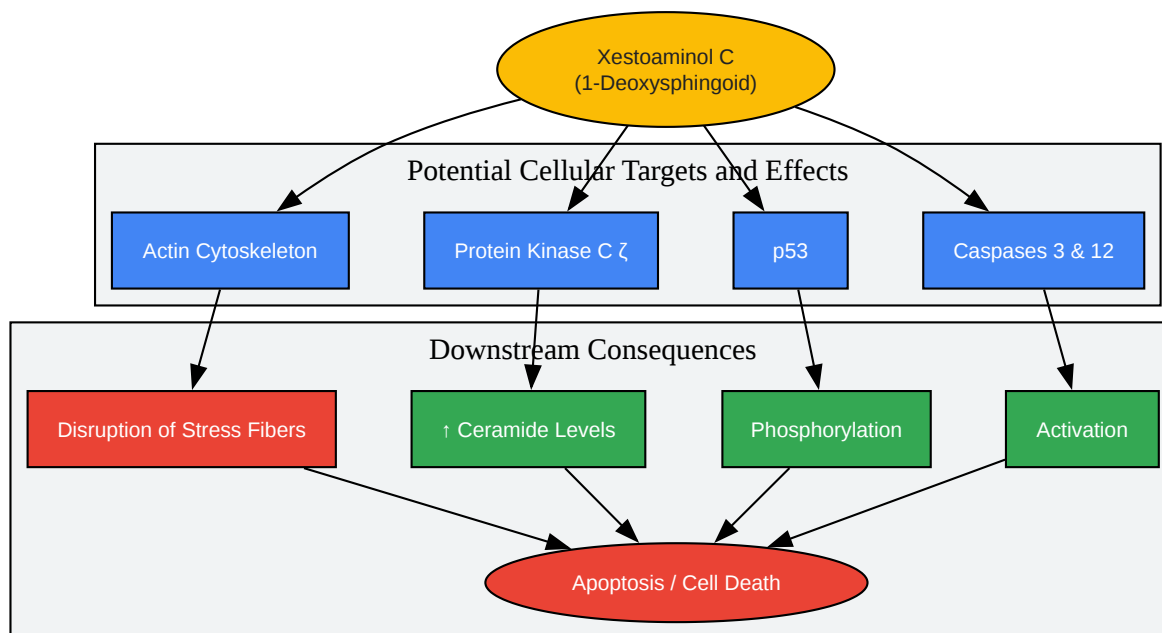 Xestoaminol C
(1-Deoxysphingoid)
Potential Cellular Targets and Effects
Actin Cytoskeleton
Protein Kinase C ζ
p53
Caspases 3 & 12
Downstream Consequences
Disruption of Stress Fibers
↑ Ceramide Levels
Phosphorylation
Activation
Apoptosis / Cell Death